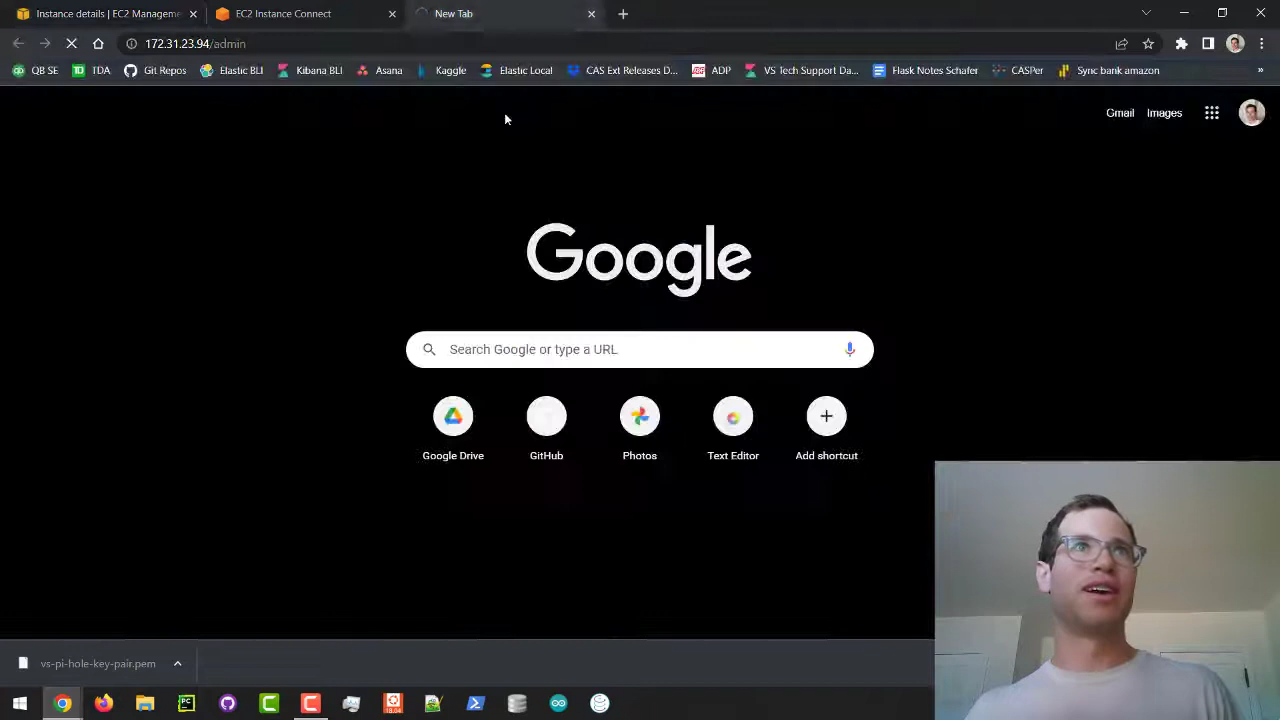 Instance details | EC2 Manageme
EC2 Instance Connect
New Tab
172.31.23.94/admin
QB SE
TDA
Git Repos
Elastic BLI
Kibana BLI
Asana
Kaggle
Elastic Local
CAS Ext Releases D...
ADP
VS Tech Support Da...
Flask Notes Schafer
CASPer
Sync bank amazon
»
Gmail
Images
Google
Search Google or type a URL
Google Drive
GitHub
Photos
Text Editor
Add shortcut
vs-pi-hole-key-pair.pem
PC
18.04